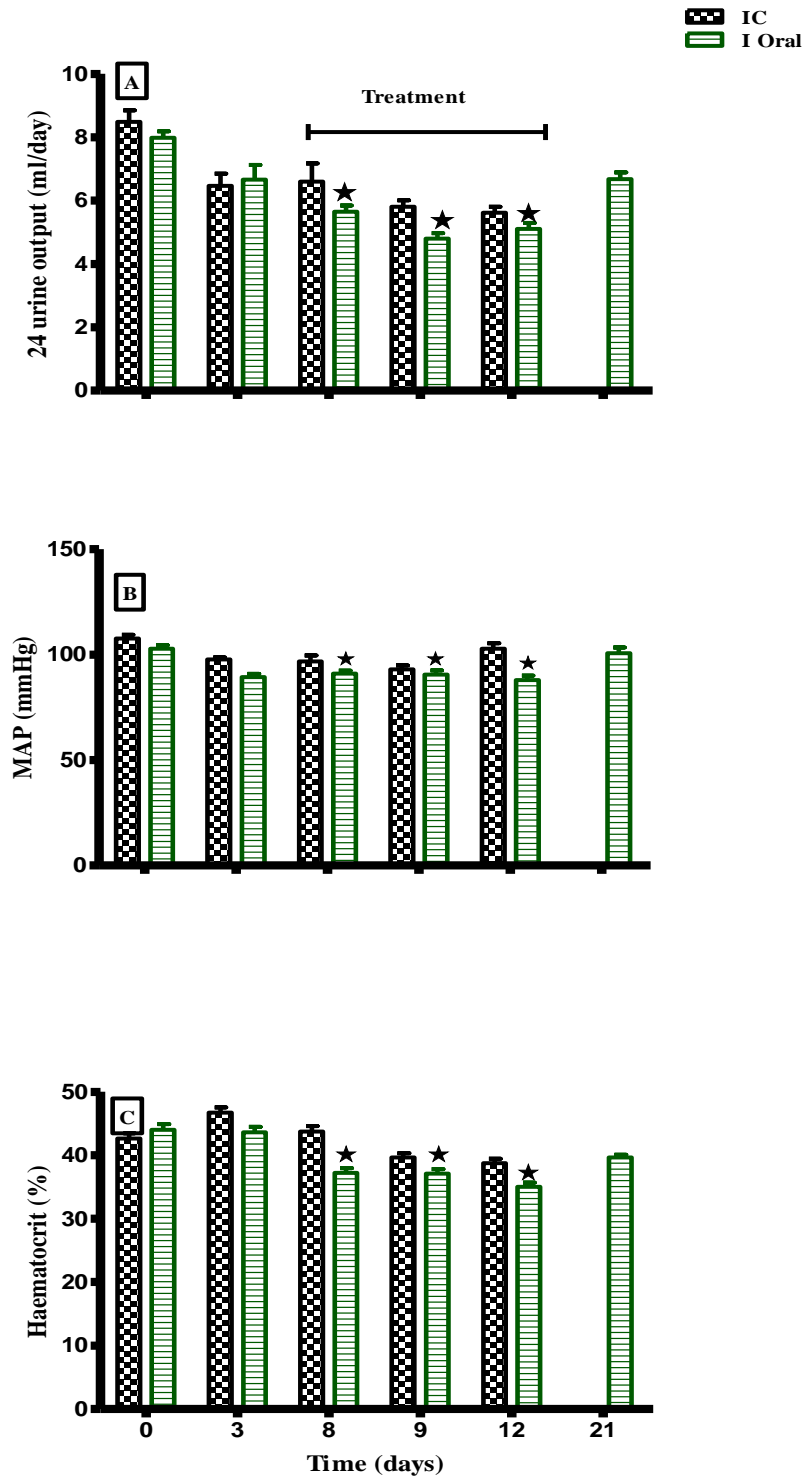 IC
I Oral
A
Treatment
24 urine output (ml/day)
10
8
6
4
2
0
B
MAP (mmHg)
150
100
50
0
C
Haematocrit (%)
50
40
30
20
10
0
0 3 8 9 12 21
Time (days)